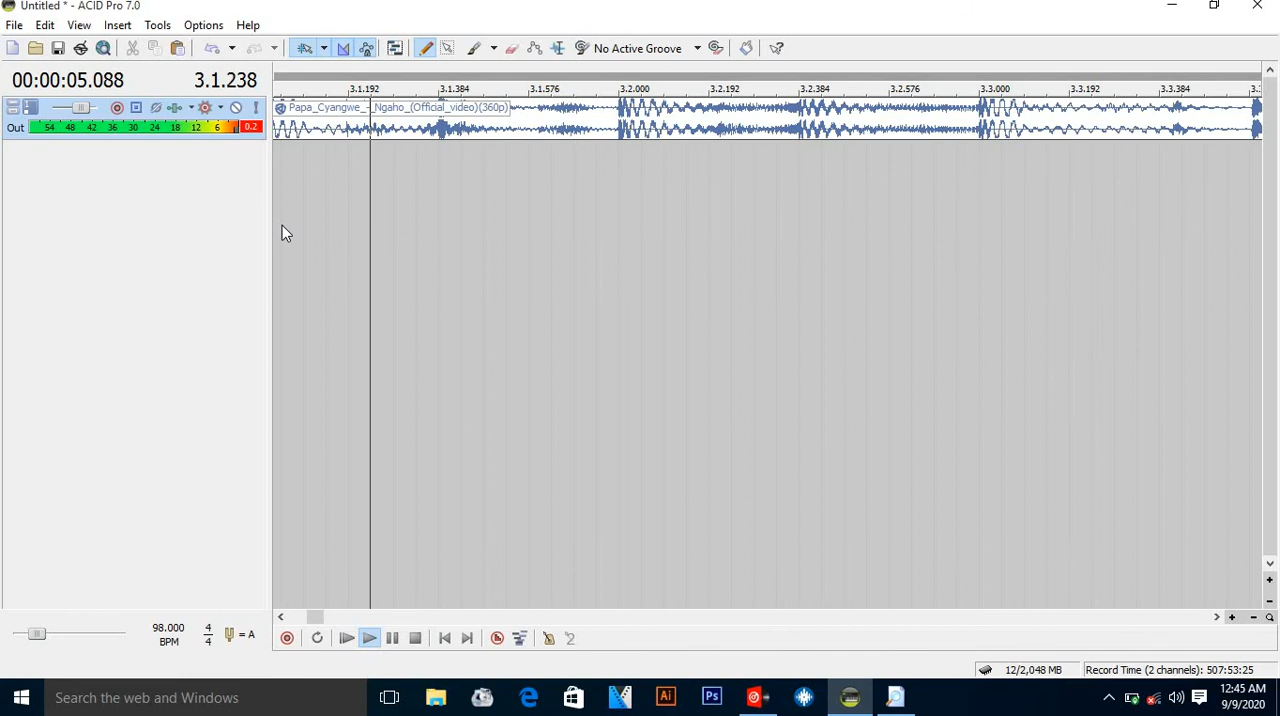 Untitled * - ACID Pro 7.0
File Edit View Insert Tools Options Help
No Active Groove
00:00:05.088 3.1.238
3.1.192 3.1.384 3.1.576 3.2.000 3.2.192 3.2.384 3.2.576 3.3.000 3.3.192 3.3.384
Papa_Cyangwe_-_Ngaho_(Official_video)(360p)
Out 54 48 42 36 30 24 18 12 6 0.2
98.000 4
BPM 4 = A
12/2,048 MB Record Time (2 channels): 507:53:25
Search the web and Windows Ai Ps 12:45 AM
9/9/2020